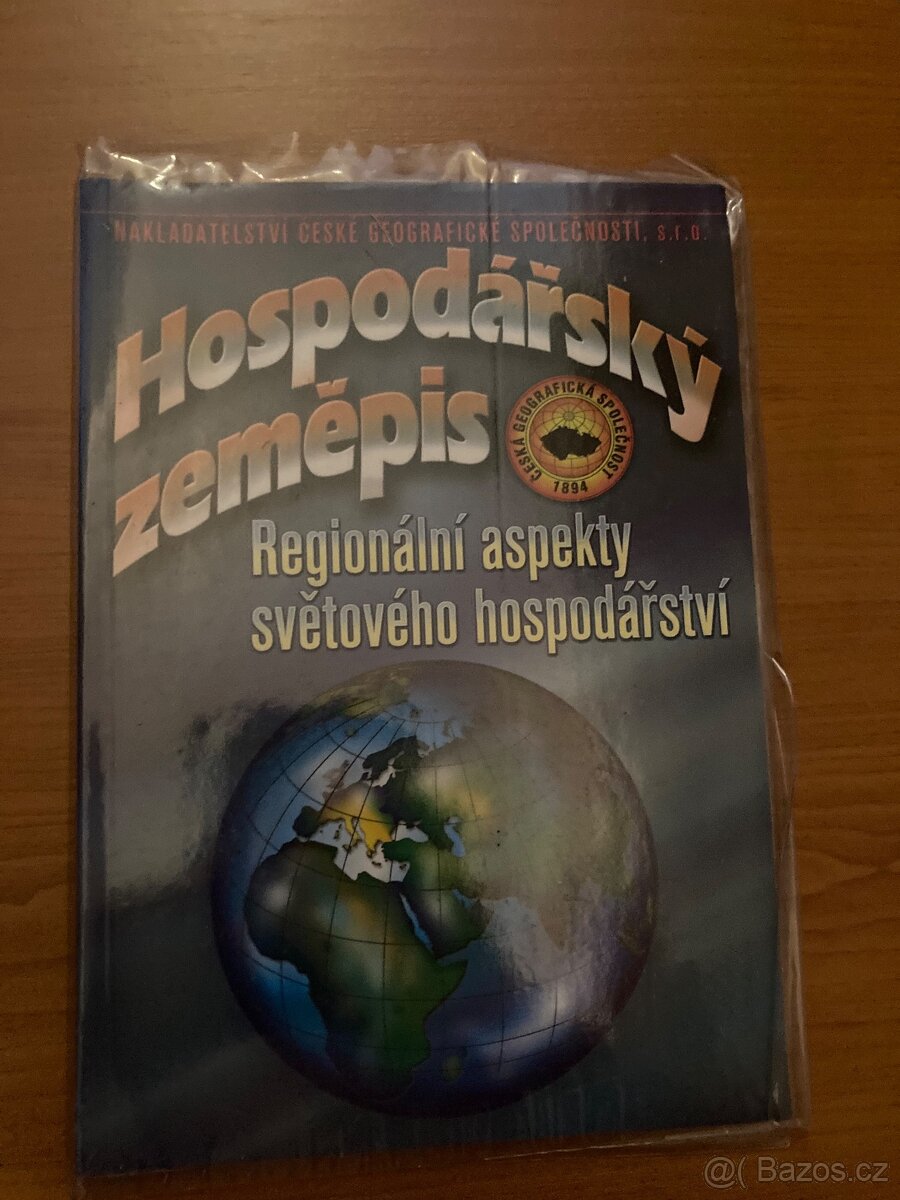 NAKLADATELSTVÍ ČESKÉ GEOGRAFICKÉ SPOLEČNOSTI, s.r.o.
Hospodářský
zeměpis
ČESKÁ GEOGRAFICKÁ SPOLEČNOST
1894
Regionální aspekty
světového hospodářství
@( Bazos.cz